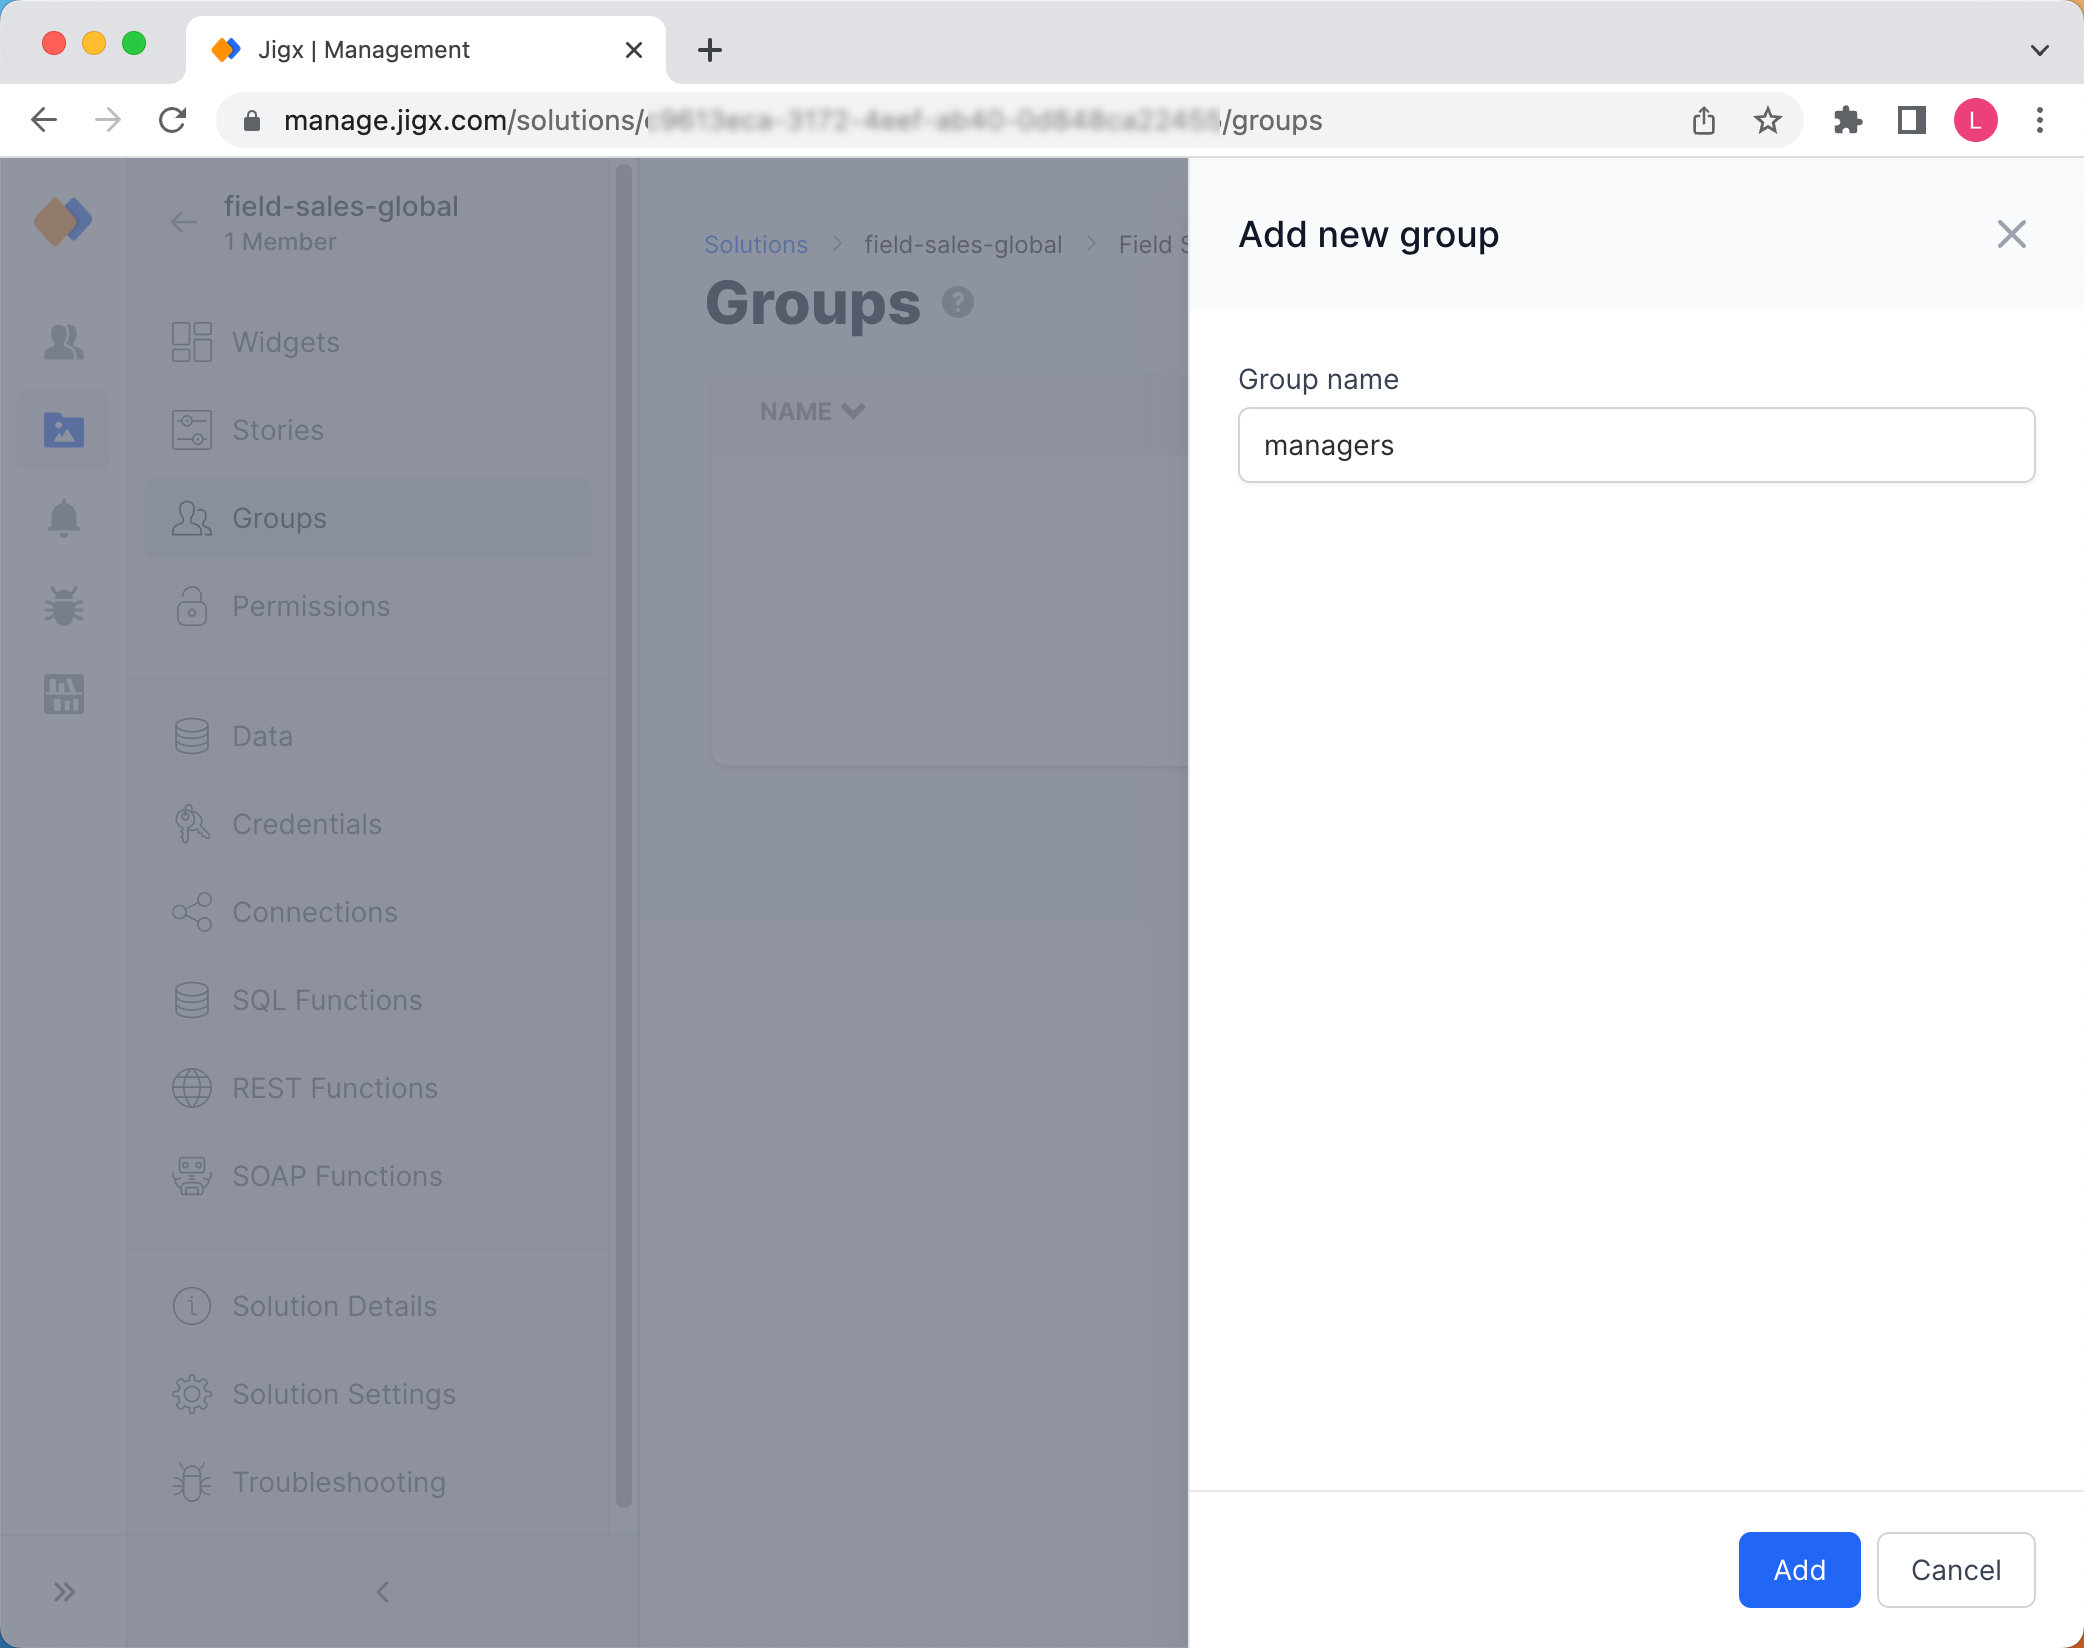 Jigx | Management
manage.jigx.com/solutions/ /groups
L
field-sales-global
1 Member
Widgets
Stories
Groups
Permissions
Data
Credentials
Connections
SQL Functions
REST Functions
SOAP Functions
Solution Details
Solution Settings
Troubleshooting
Solutions > field-sales-global > Field
Groups ?
NAME
Add new group
Group name
managers
Add
Cancel